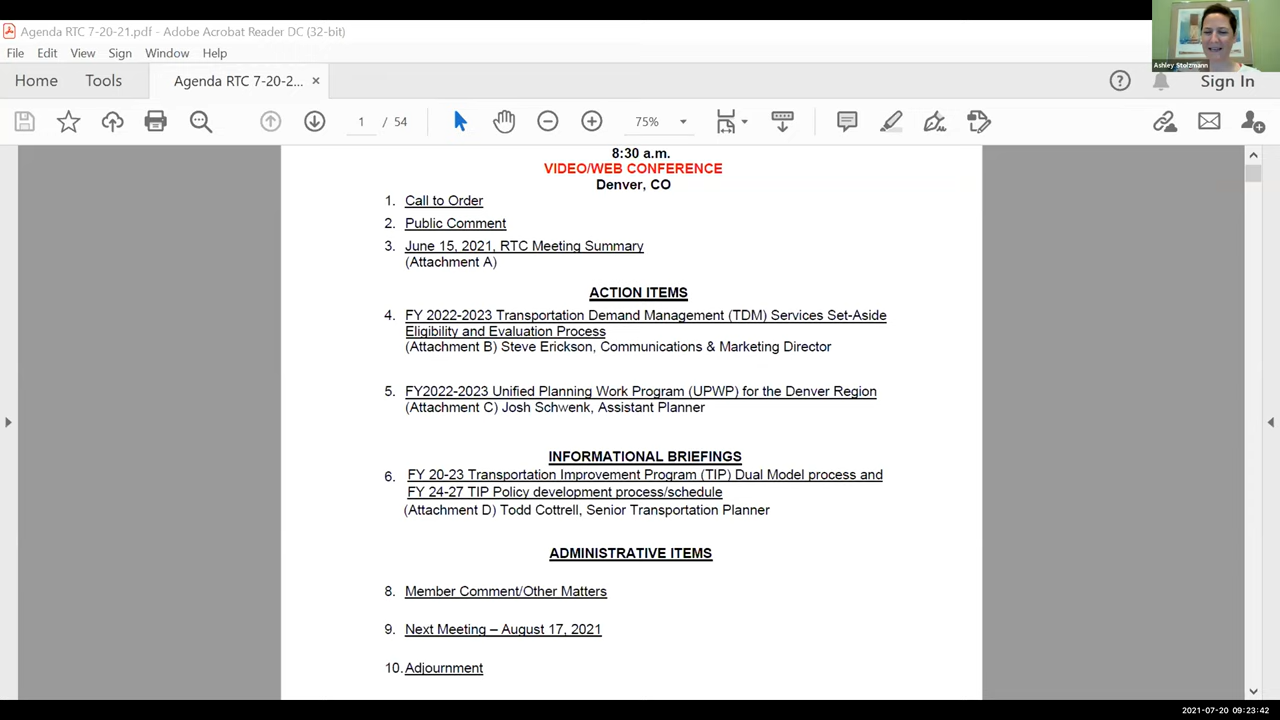 Agenda RTC 7-20-21.pdf - Adobe Acrobat Reader DC (32-bit)
Ashley Stolzmann
File Edit View Sign Window Help
Home Tools Agenda RTC 7-20-2... × Sign In
1 / 54 75%
8:30 a.m.
VIDEO/WEB CONFERENCE
Denver, CO
1. Call to Order
2. Public Comment
3. June 15, 2021, RTC Meeting Summary
(Attachment A)
ACTION ITEMS
4. FY 2022-2023 Transportation Demand Management (TDM) Services Set-Aside
Eligibility and Evaluation Process
(Attachment B) Steve Erickson, Communications & Marketing Director
5. FY2022-2023 Unified Planning Work Program (UPWP) for the Denver Region
(Attachment C) Josh Schwenk, Assistant Planner
INFORMATIONAL BRIEFINGS
6. FY 20-23 Transportation Improvement Program (TIP) Dual Model process and
FY 24-27 TIP Policy development process/schedule
(Attachment D) Todd Cottrell, Senior Transportation Planner
ADMINISTRATIVE ITEMS
8. Member Comment/Other Matters
9. Next Meeting – August 17, 2021
10. Adjournment
2021-07-20 09:23:42